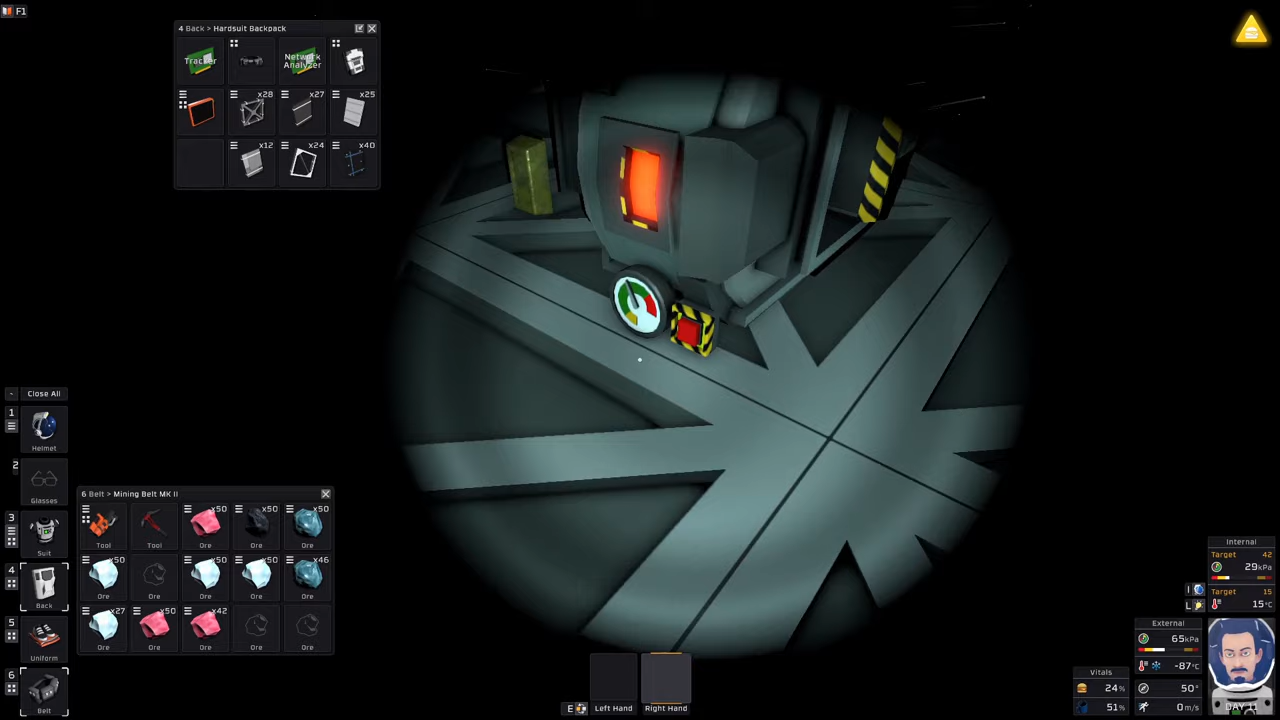 F1
4 Back > Hardsuit Backpack
Tracker
Network Analyzer
x28
x27
x25
x12
x24
x40
- Close All
1
Helmet
2
Glasses
3
Suit
4
Back
5
Uniform
6
Belt
6 Belt > Mining Belt MK II
x50 x50 x50
Tool Tool Ore Ore Ore
x50 x50 x50 x46
Ore Ore Ore Ore Ore
x27 x50 x42
Ore Ore Ore Ore Ore
E Left Hand Right Hand
Internal
Target 42
29kPa
Target 15
15°C
I
L
External
65kPa
-87°C
Vitals
24%
51%
50°
0m/s
DAY 11